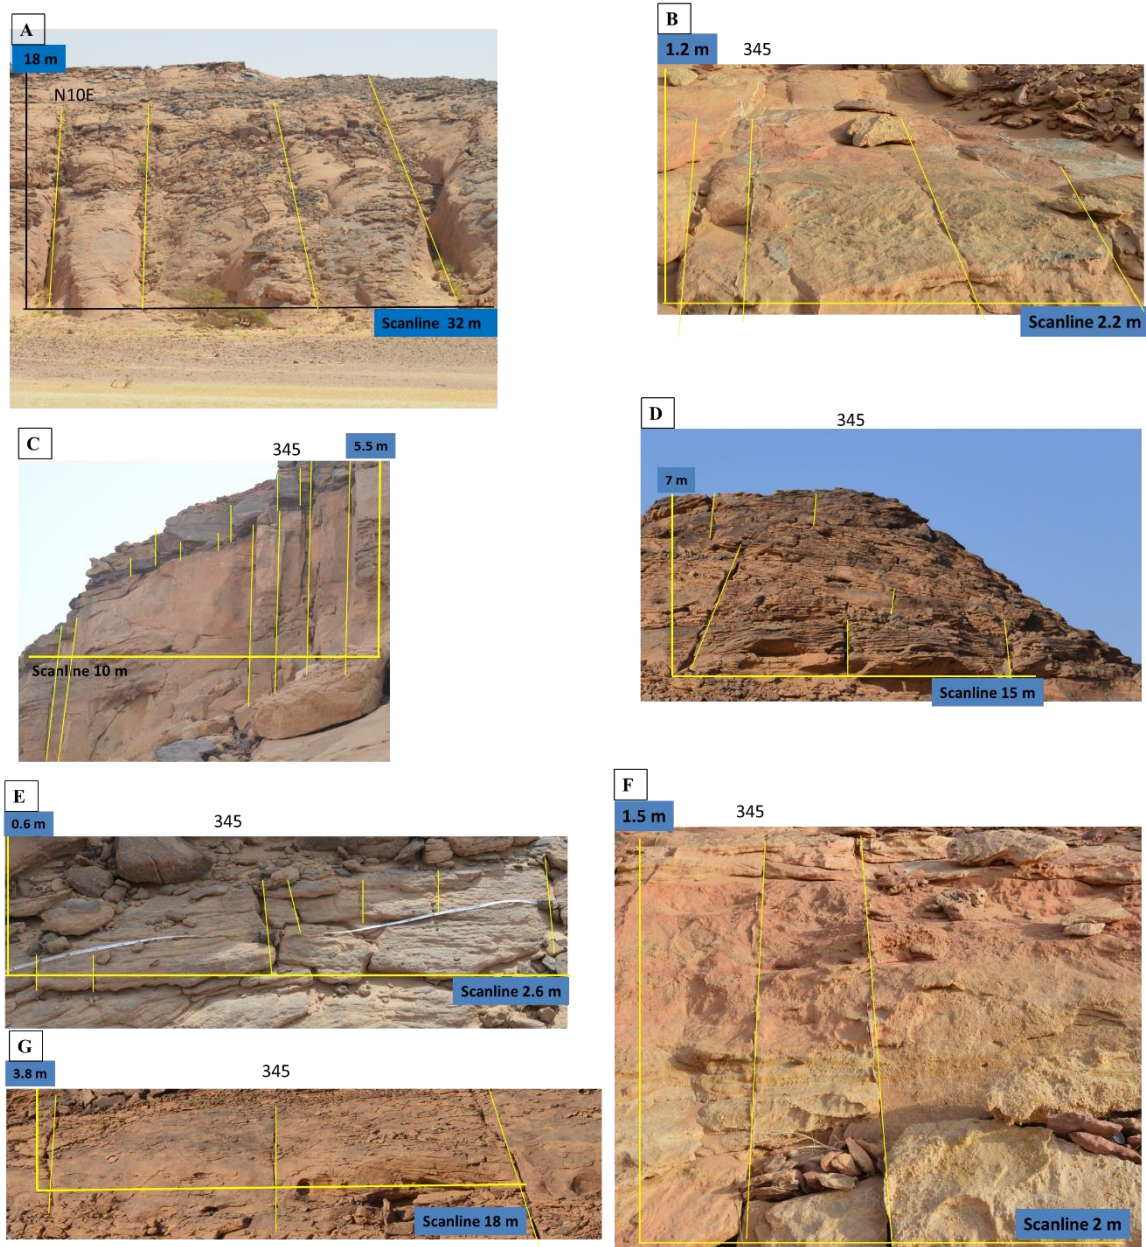 A
18 m
N10E
Scanline 32 m
B
1.2 m
345
Scanline 2.2 m
C
345
5.5 m
Scanline 10 m
D
345
7 m
Scanline 15 m
E
0.6 m
345
Scanline 2.6 m
F
1.5 m
345
Scanline 2 m
G
3.8 m
345
Scanline 18 m